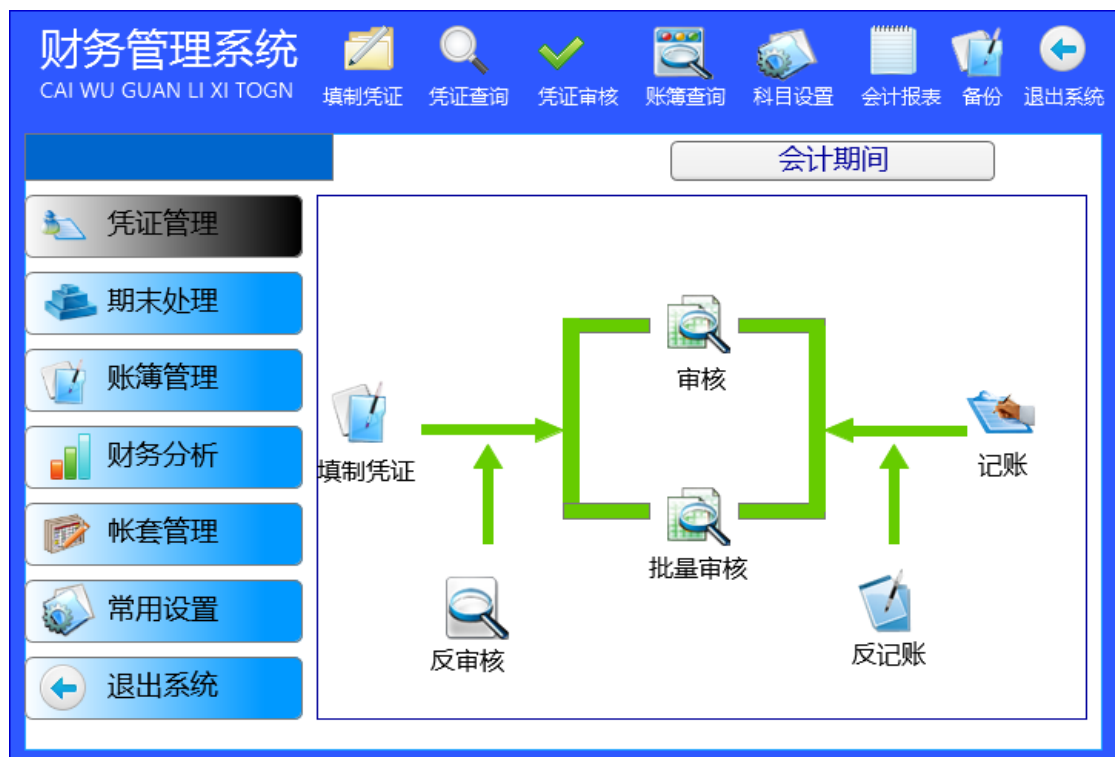 财务管理系统
CAI WU GUAN LI XI TOGN
填制凭证 凭证查询 凭证审核 账簿查询 科目设置 会计报表 备份 退出系统
会计期间
凭证管理
期末处理
账簿管理
财务分析
帐套管理
常用设置
退出系统
审核
填制凭证
记账
批量审核
反审核
反记账